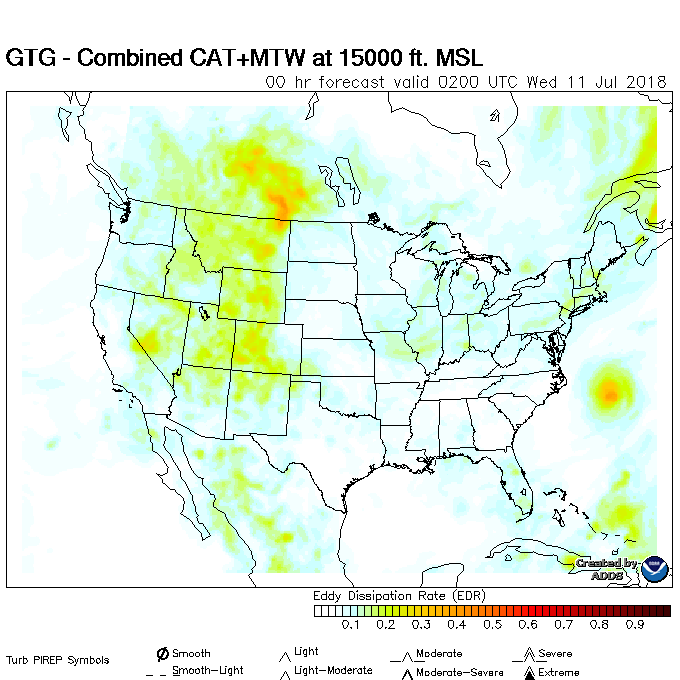 GTG - Combined CAT+MTW at 15000 ft. MSL
00 hr forecast valid 0200 UTC Wed 11 Jul 2018
Created by
ADDS
Eddy Dissipation Rate (EDR)
0.1 0.2 0.3 0.4 0.5 0.6 0.7 0.8 0.9
Turb PIREP Symbols
Smooth Light Moderate Severe
Smooth-Light Light-Moderate Moderate-Severe Extreme